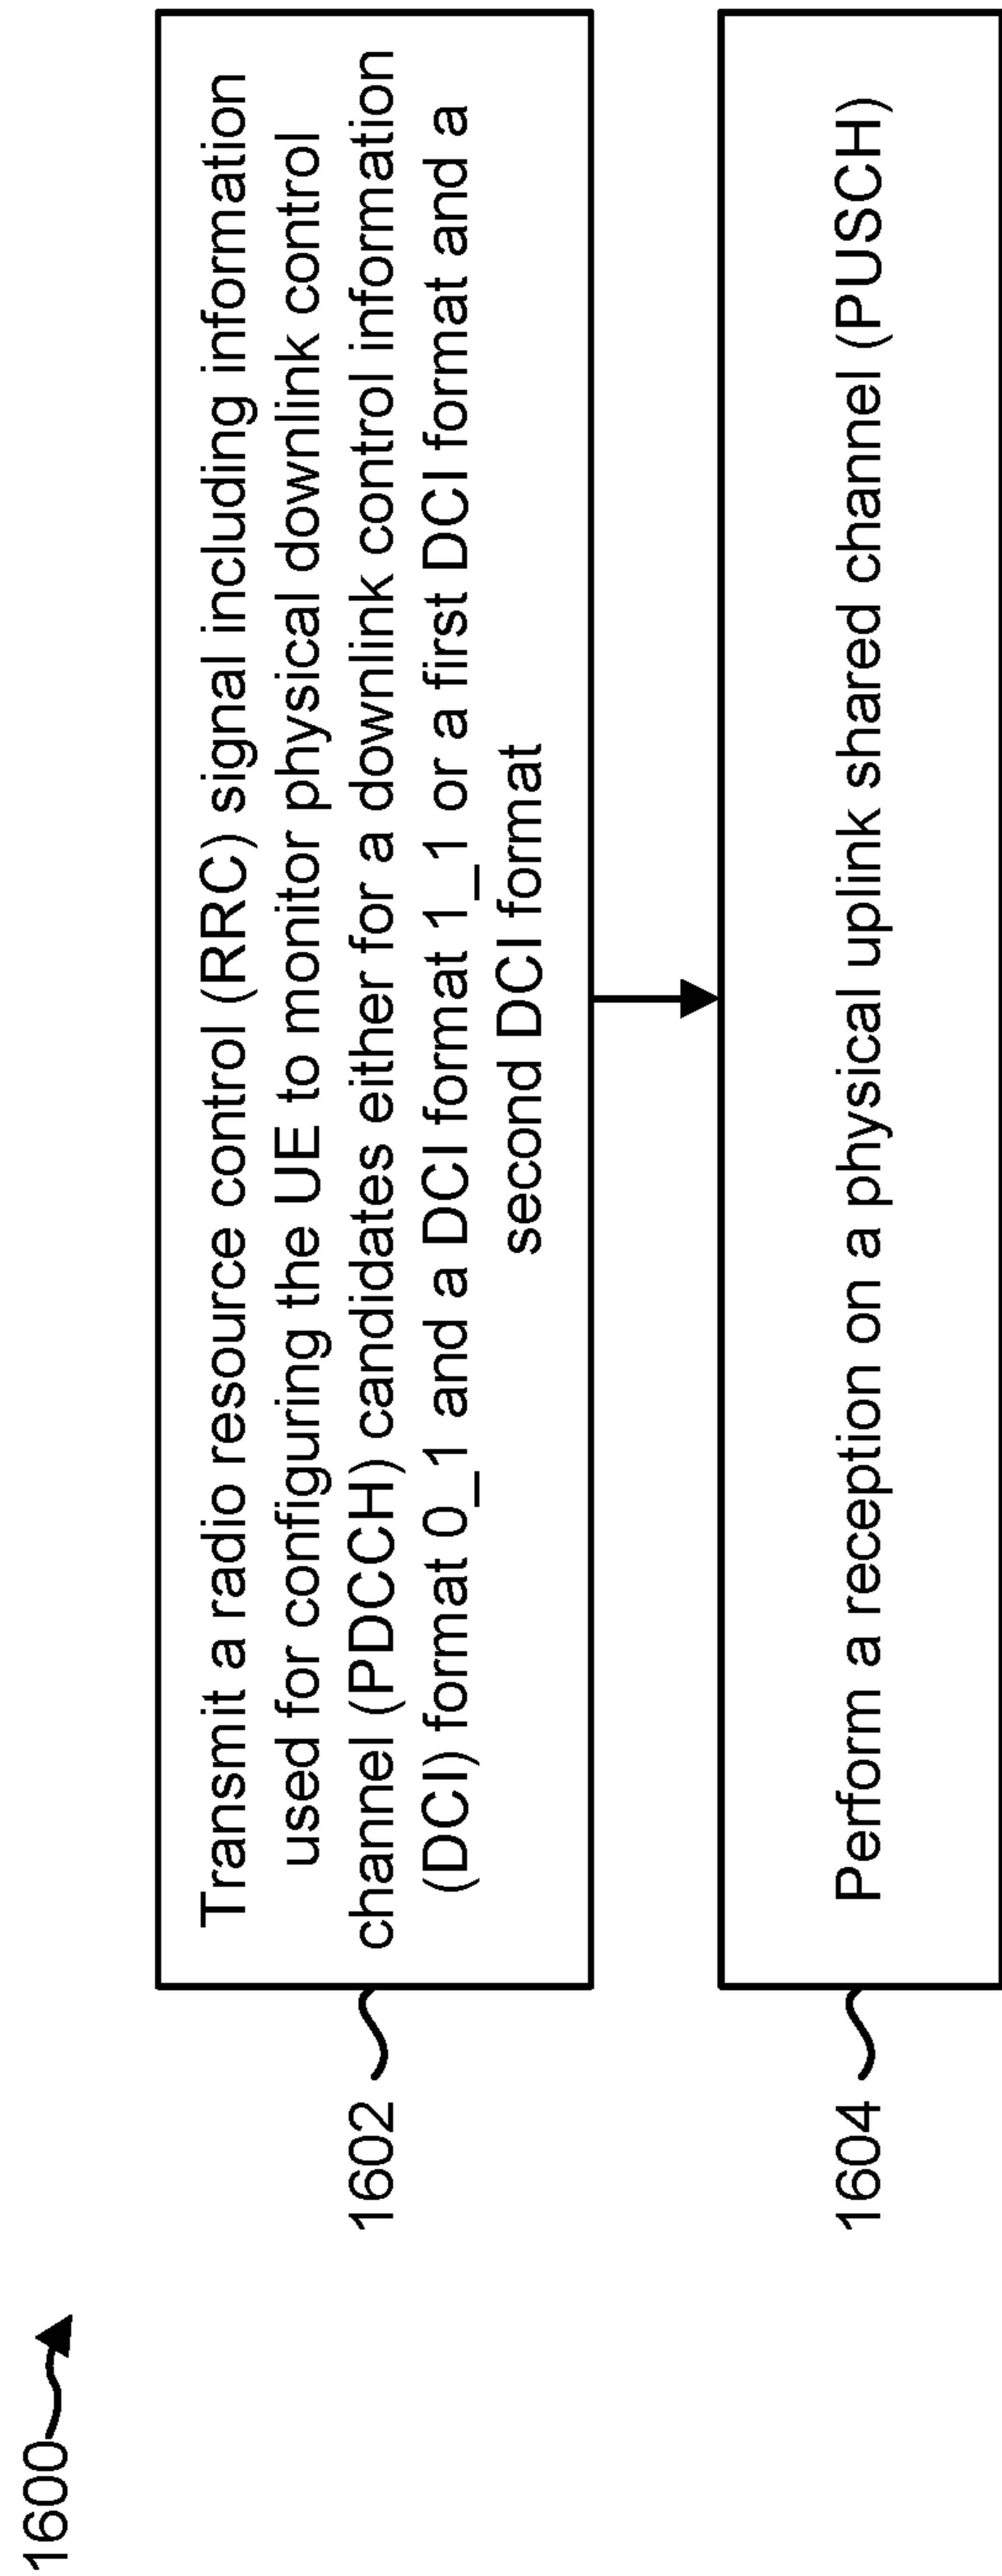 1600
1602
Transmit a radio resource control (RRC) signal including information
used for configuring the UE to monitor physical downlink control
channel (PDCCH) candidates either for a downlink control information
(DCI) format 0_1 and a DCI format 1_1 or a first DCI format and a
second DCI format
1604
Perform a reception on a physical uplink shared channel (PUSCH)